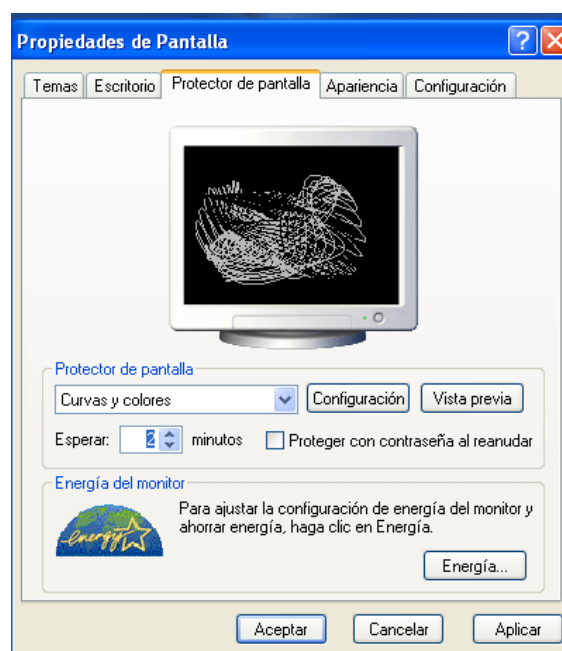 Propiedades de Pantalla
Temas Escritorio Protector de pantalla Apariencia Configuración
Protector de pantalla
Curvas y colores Configuración Vista previa
Esperar: 2 minutos Proteger con contraseña al reanudar
Energía del monitor
Para ajustar la configuración de energía del monitor y
ahorrar energía, haga clic en Energía.
energy
Energía...
Aceptar Cancelar Aplicar